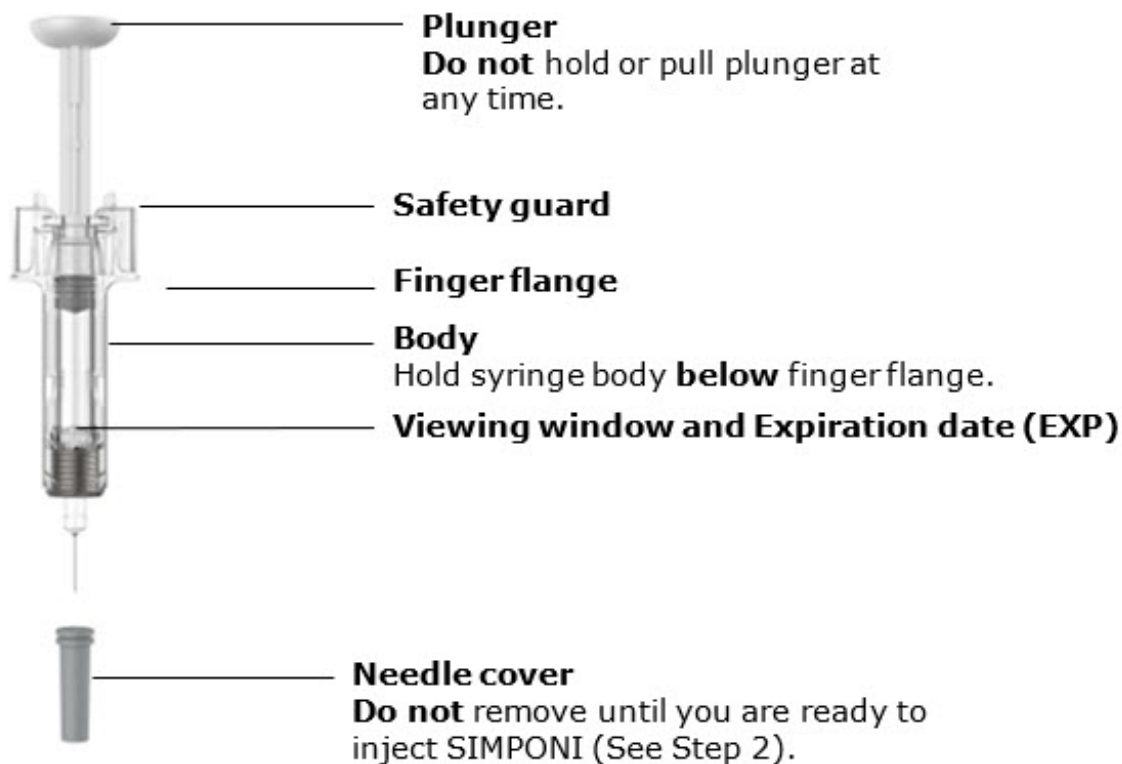 Plunger
Do not hold or pull plunger at
any time.
Safety guard
Finger flange
Body
Hold syringe body below finger flange.
Viewing window and Expiration date (EXP)
Needle cover
Do not remove until you are ready to
inject SIMPONI (See Step 2).